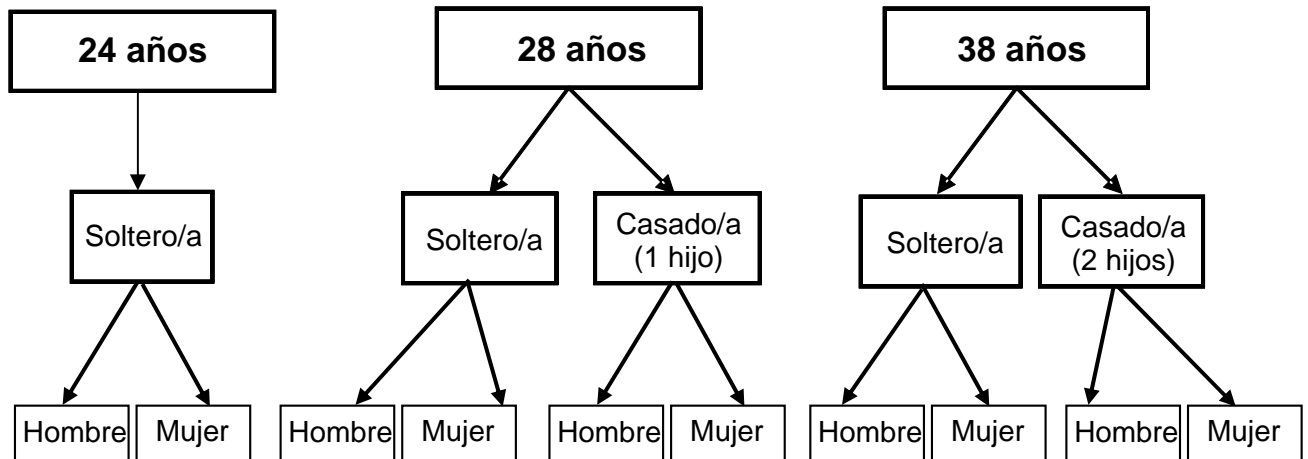 24 años
28 años
38 años
Soltero/a
Soltero/a
Casado/a
(1 hijo)
Soltero/a
Casado/a
(2 hijos)
Hombre
Mujer
Hombre
Mujer
Hombre
Mujer
Hombre
Mujer
Hombre
Mujer